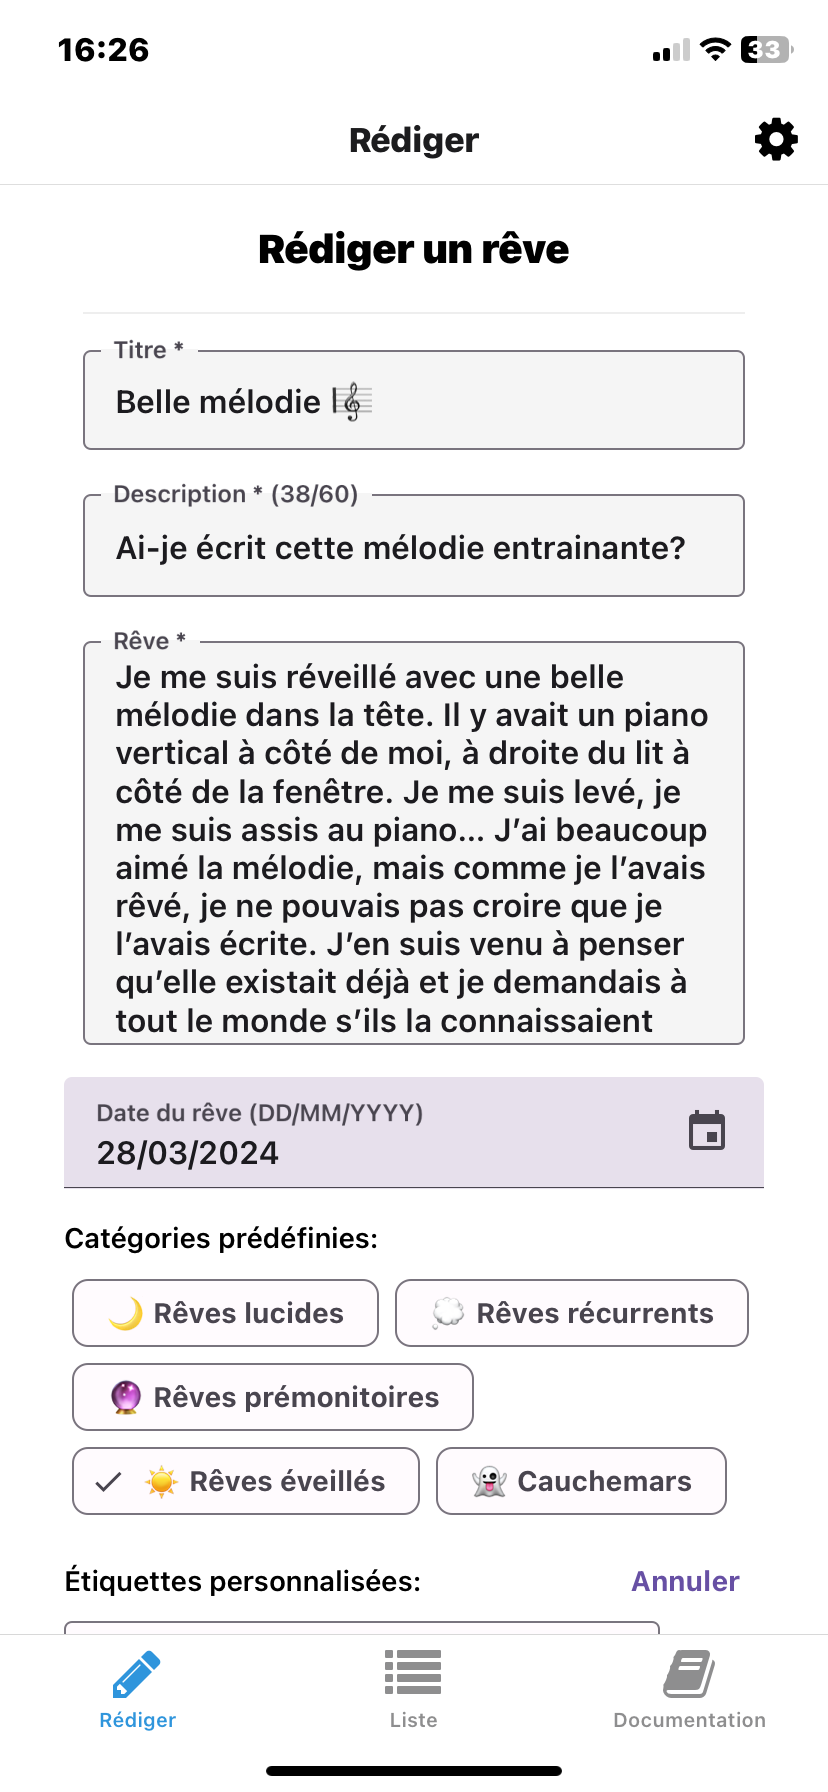 16:26
33
Rédiger
Rédiger un rêve
Titre *
Belle mélodie 🎼
Description * (38/60)
Ai-je écrit cette mélodie entrainante?
Rêve *
Je me suis réveillé avec une belle
mélodie dans la tête. Il y avait un piano
vertical à côté de moi, à droite du lit à
côté de la fenêtre. Je me suis levé, je
me suis assis au piano... J’ai beaucoup
aimé la mélodie, mais comme je l’avais
rêvé, je ne pouvais pas croire que je
l’avais écrite. J’en suis venu à penser
qu’elle existait déjà et je demandais à
tout le monde s’ils la connaissaient
Date du rêve (DD/MM/YYYY)
28/03/2024
Catégories prédéfinies:
🌙 Rêves lucides
💭 Rêves récurrents
🔮 Rêves prémonitoires
☀️ Rêves éveillés
👻 Cauchemars
Étiquettes personnalisées:
Annuler
Rédiger
Liste
Documentation